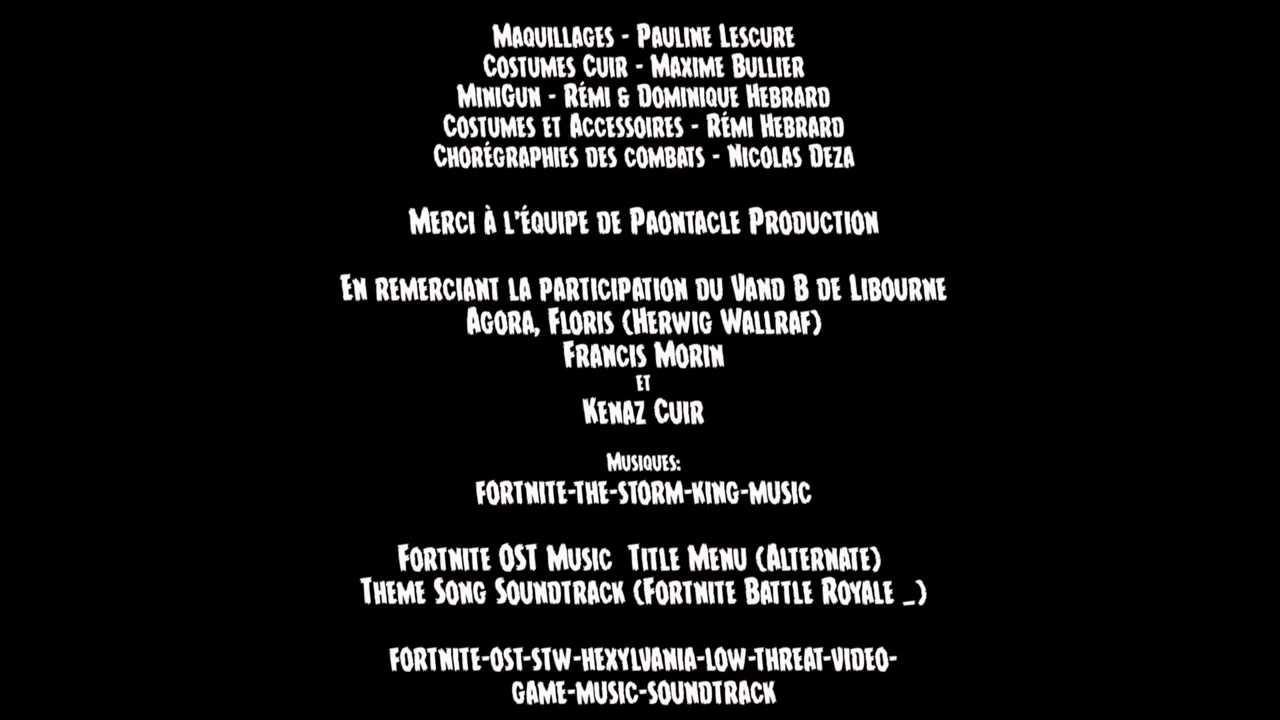 Maquillages - Pauline Lescure
Costumes Cuir - Maxime Bullier
MiniGun - Rémi & Dominique Hebrard
Costumes et Accessoires - Rémi Hebrard
Chorégraphies des combats - Nicolas Deza
Merci à l'équipe de Paontacle Production
En remerciant la participation du Vand B de Libourne
Agora, Floris (Herwig Wallraf)
Francis Morin
et
Kenaz Cuir
Musiques:
fortnite-the-storm-king-music
Fortnite OST Music Title Menu (Alternate)
Theme Song Soundtrack (Fortnite Battle Royale _)
fortnite-ost-stw-hexylvania-low-threat-video-
game-music-soundtrack